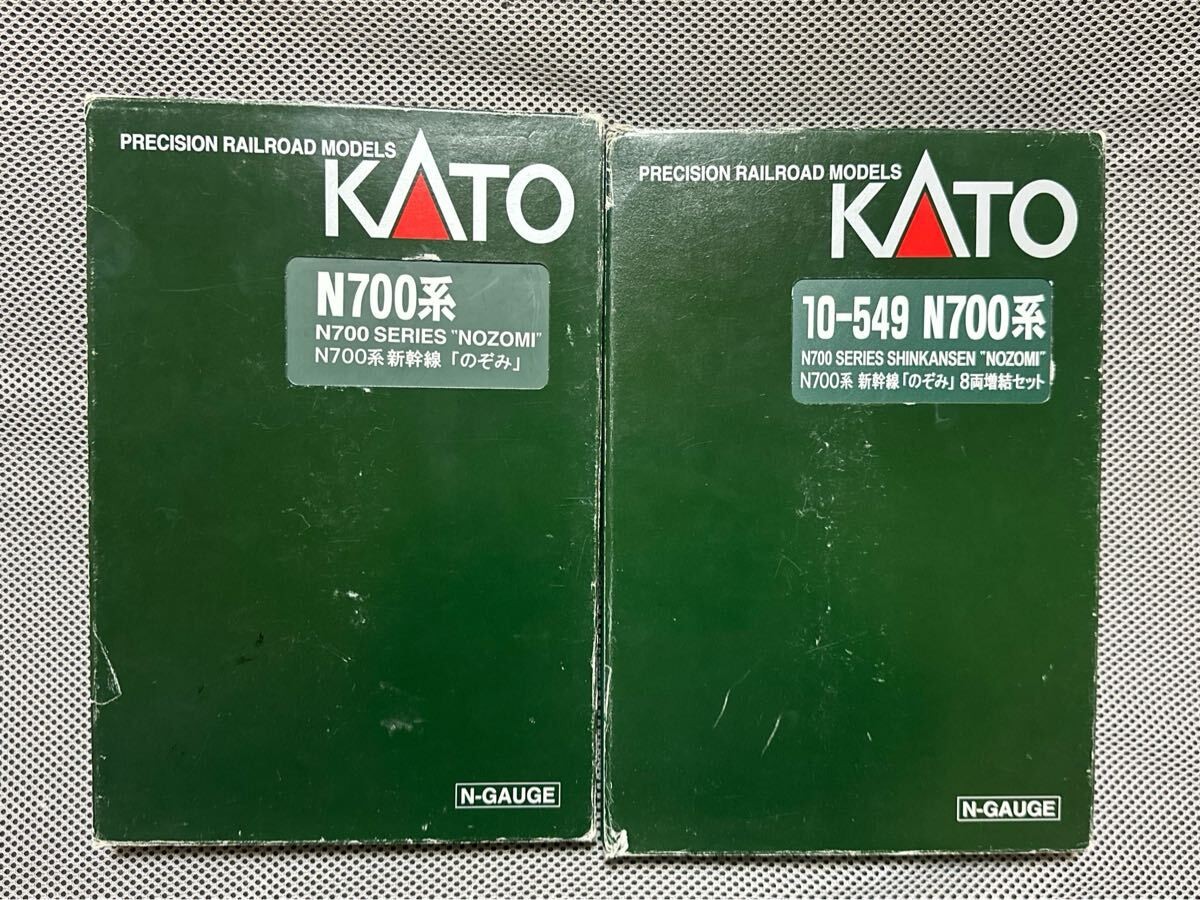 PRECISION RAILROAD MODELS
KATO
N700系
N700 SERIES "NOZOMI"
N700系 新幹線 「のぞみ」
N-GAUGE
PRECISION RAILROAD MODELS
KATO
10-549 N700系
N700 SERIES SHINKANSEN "NOZOMI"
N700系 新幹線「のぞみ」 8両増結セット
N-GAUGE